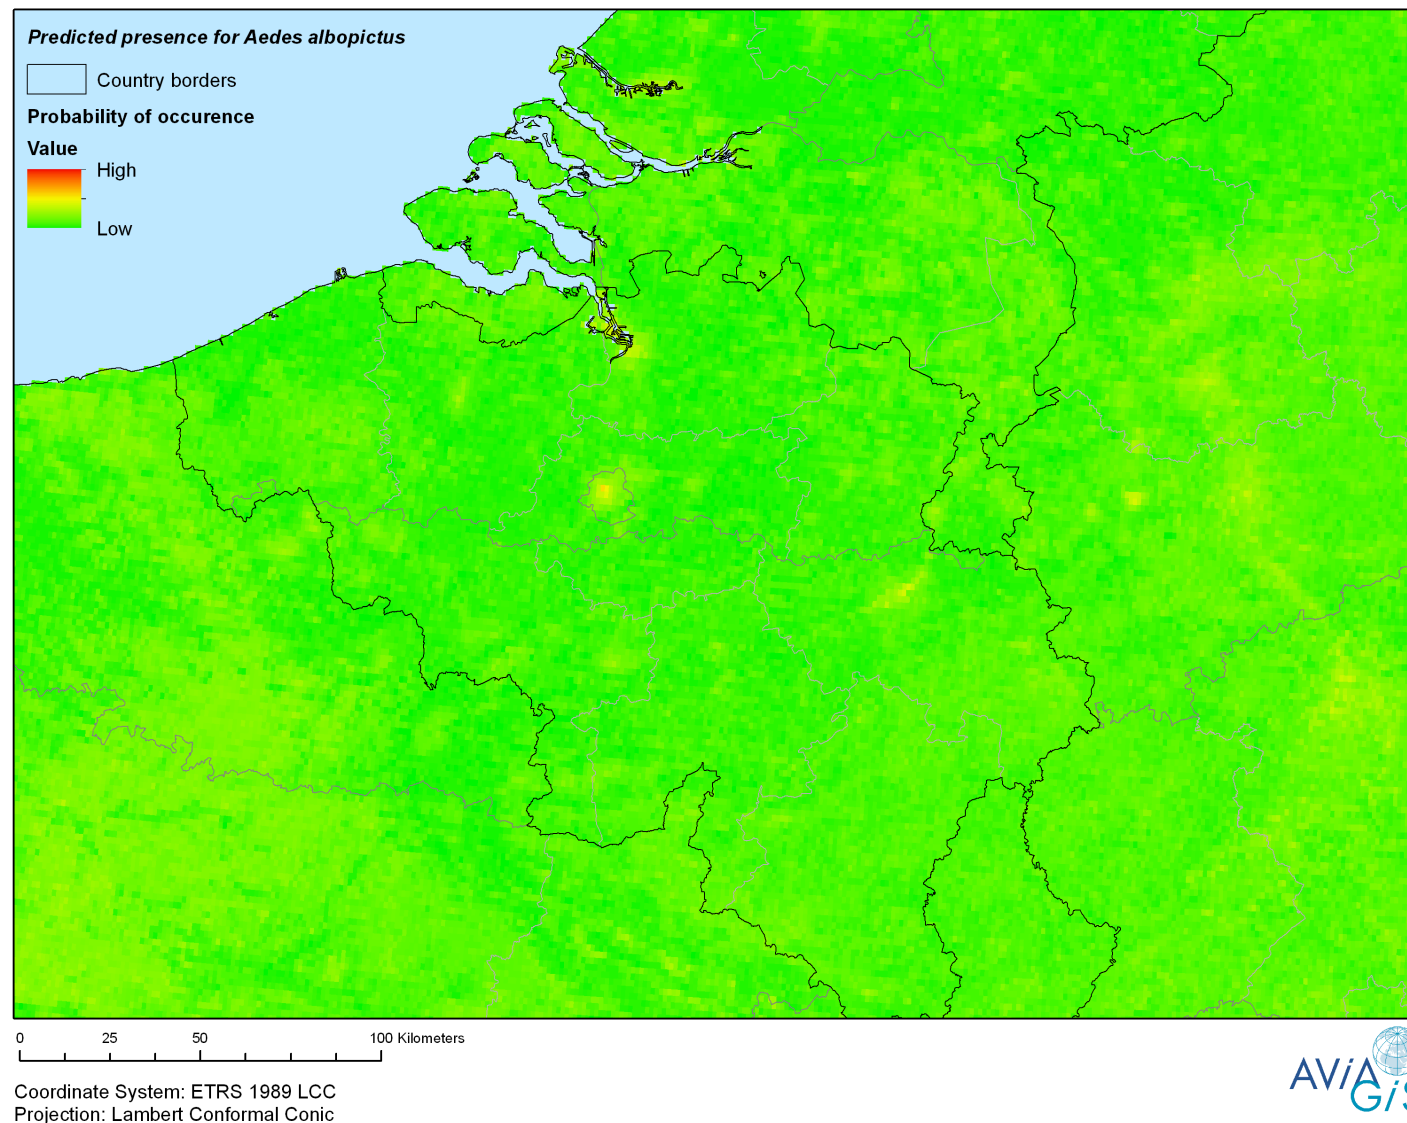 Predicted presence for Aedes albopictus
Country borders
Probability of occurence
Value
High
Low
0 25 50 100 Kilometers
Coordinate System: ETRS 1989 LCC
Projection: Lambert Conformal Conic
AViA
GiS